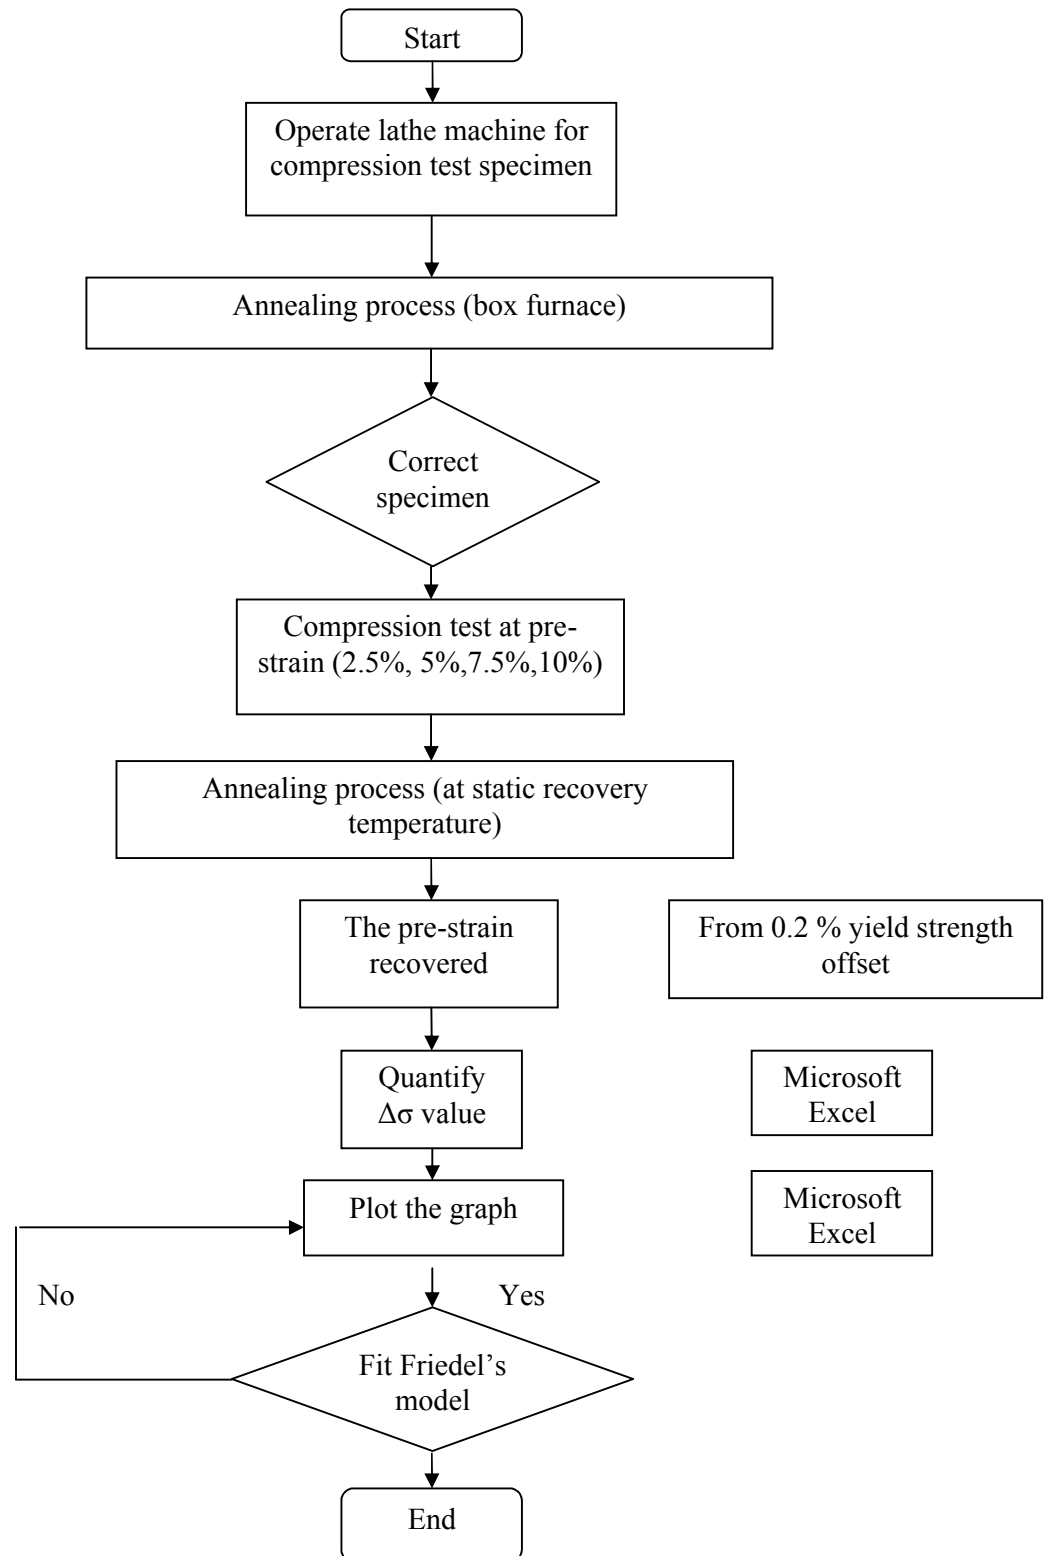 Start
Operate lathe machine for
compression test specimen
Annealing process (box furnace)
Correct
specimen
Compression test at pre-
strain (2.5%, 5%,7.5%,10%)
Annealing process (at static recovery
temperature)
The pre-strain
recovered
From 0.2 % yield strength
offset
Quantify
Δσ value
Microsoft
Excel
Plot the graph
Microsoft
Excel
No
Yes
Fit Friedel’s
model
End